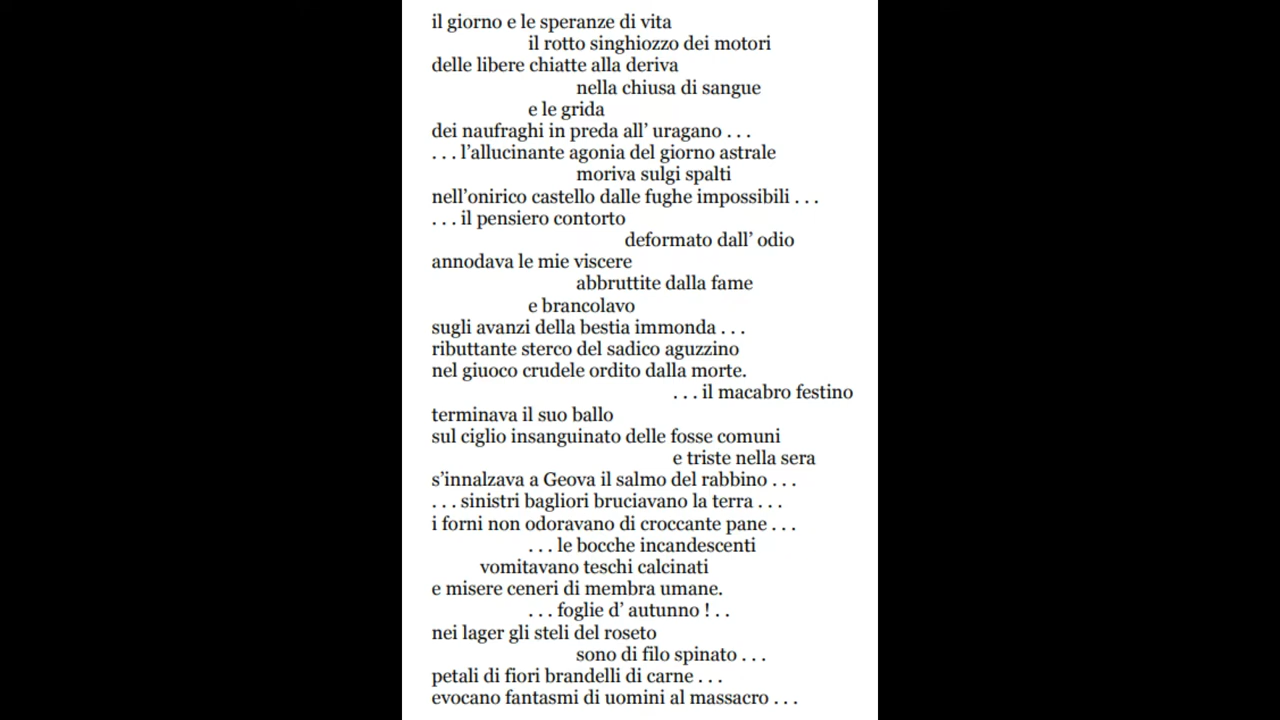 il giorno e le speranze di vita
il rotto singhiozzo dei motori
delle libere chiatte alla deriva
nella chiusa di sangue
e le grida
dei naufraghi in preda all’ uragano . . .
. . . l’allucinante agonia del giorno astrale
moriva sulgi spalti
nell’onirico castello dalle fughe impossibili . . .
. . . il pensiero contorto
deformato dall’ odio
annodava le mie viscere
abbruttite dalla fame
e brancolavo
sugli avanzi della bestia immonda . . .
ributtante sterco del sadico aguzzino
nel giuoco crudele ordito dalla morte.
. . . il macabro festino
terminava il suo ballo
sul ciglio insanguinato delle fosse comuni
e triste nella sera
s’innalzava a Geova il salmo del rabbino . . .
. . . sinistri bagliori bruciavano la terra . . .
i forni non odoravano di croccante pane . . .
. . . le bocche incandescenti
vomitavano teschi calcinati
e misere ceneri di membra umane.
. . . foglie d’ autunno ! . .
nei lager gli steli del roseto
sono di filo spinato . . .
petali di fiori brandelli di carne . . .
evocano fantasmi di uomini al massacro . . .